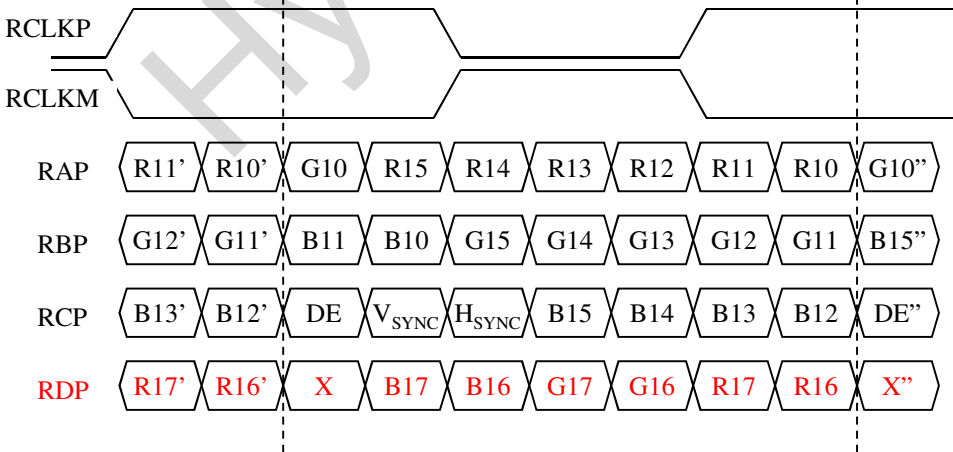 Hy
RCLKP
RCLKM
RAP R11’ R10’ G10 R15 R14 R13 R12 R11 R10 G10”
RBP G12’ G11’ B11 B10 G15 G14 G13 G12 G11 B15”
RCP B13’ B12’ DE VSYNC HSYNC B15 B14 B13 B12 DE”
RDP R17’ R16’ X B17 B16 G17 G16 R17 R16 X”